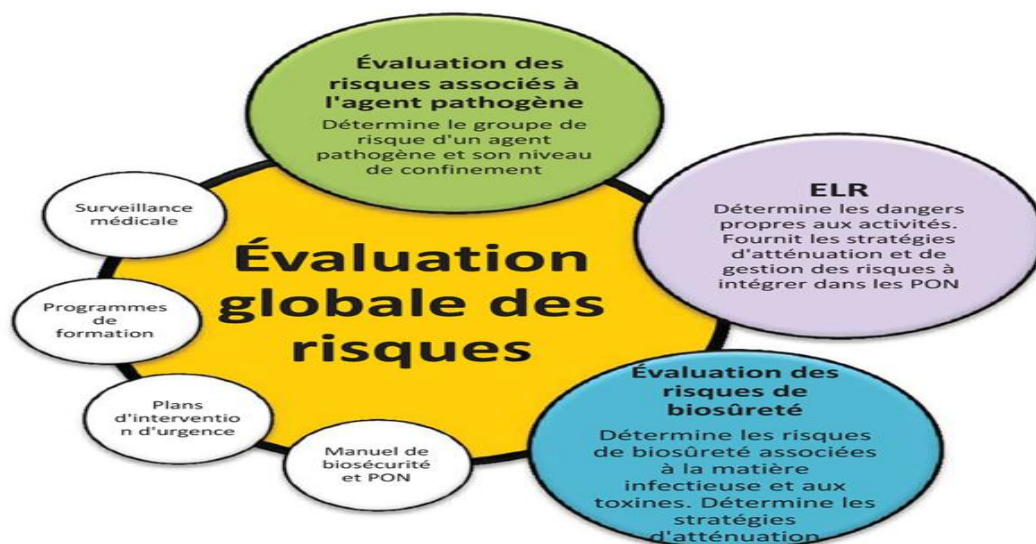 Évaluation des
risques associés à
l'agent pathogène
Détermine le groupe de
risque d'un agent
pathogène et son niveau
de confinement
ELR
Détermine les dangers
propres aux activités.
Fournit les stratégies
d'atténuation et de
gestion des risques à
intégrer dans les PON
Évaluation des
risques de
biosûreté
Détermine les risques
de biosûreté associées
à la matière
infectieuse et aux
toxines. Détermine les
stratégies
d'atténuation
Manuel de
biosécurité
et PON
Plans
d'interventio
n d'urgence
Programmes
de
formation
Surveillance
médicale
Évaluation
globale des
risques